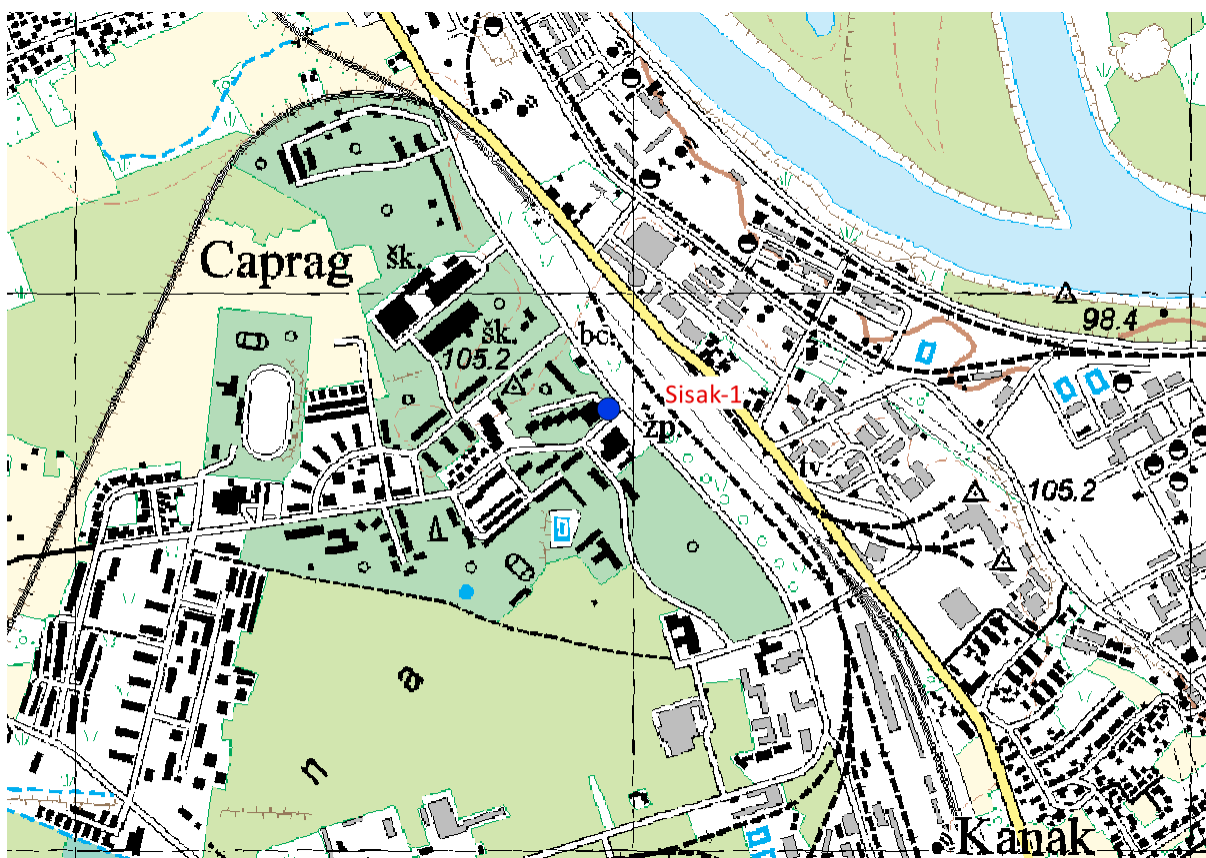 Caprag
šk.
98.4
šk.
bc.
105.2
Sisak-1
žp.
tv.
105.2
a
n
Kanak